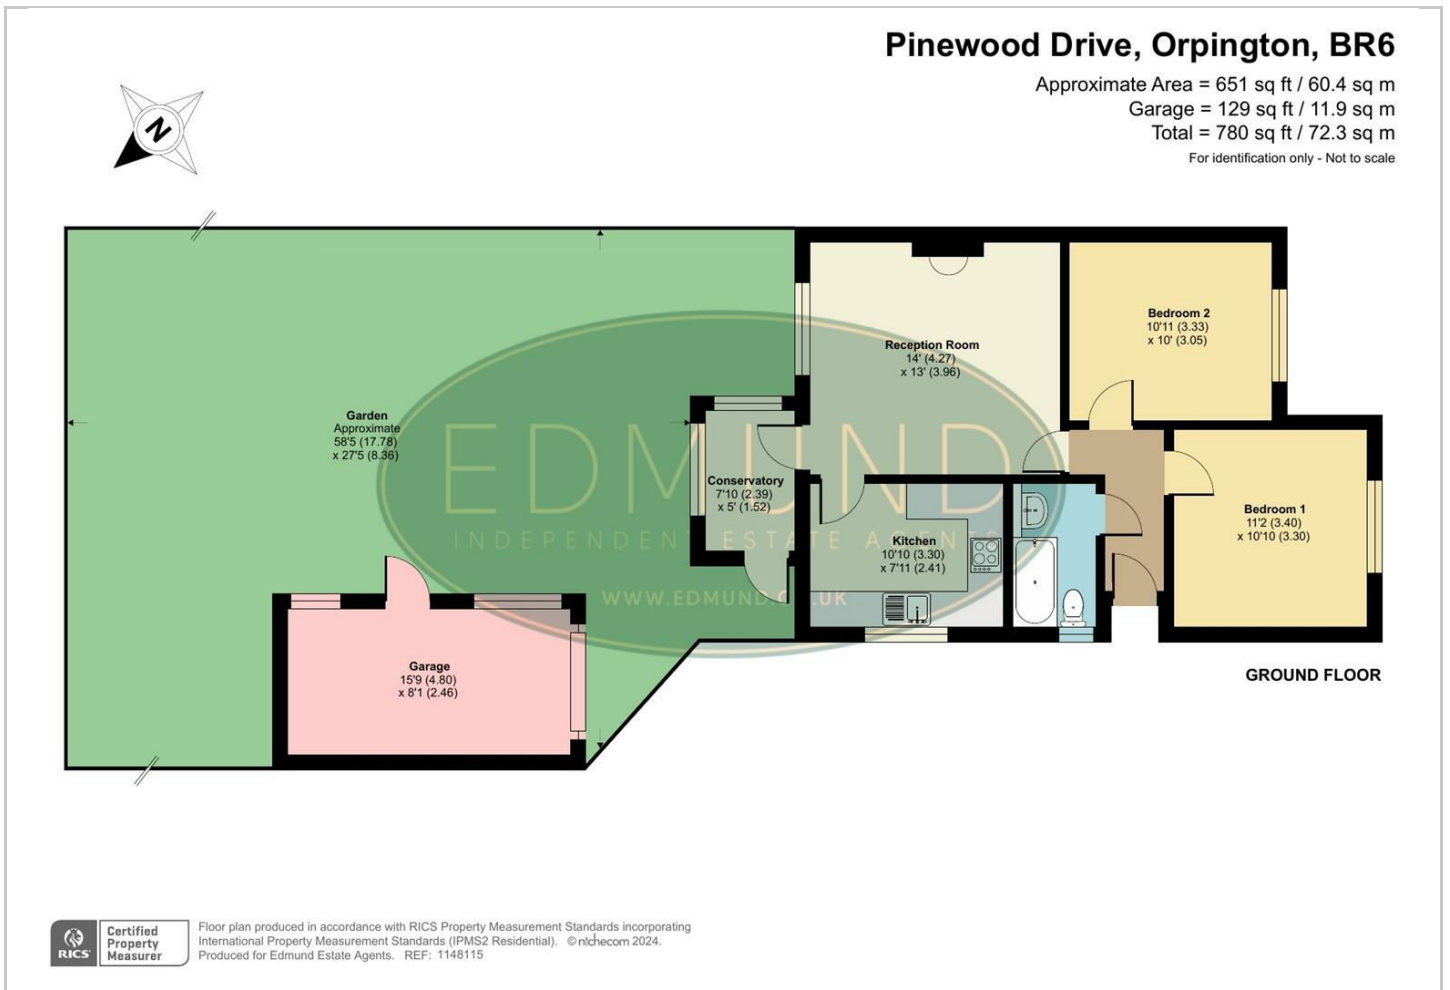 Pinewood Drive, Orpington, BR6
Approximate Area = 651 sq ft / 60.4 sq m
Garage = 129 sq ft / 11.9 sq m
Total = 780 sq ft / 72.3 sq m
For identification only - Not to scale
N
Bedroom 2
10'11 (3.33)
x 10' (3.05)
Reception Room
14' (4.27)
x 13' (3.96)
Garden
Approximate
58'5 (17.78)
x 27'5 (8.36)
EDMUND
INDEPENDENT ESTATE AGENTS
WWW.EDMUND.CO.UK
Conservatory
7'10 (2.39)
x 5' (1.52)
Kitchen
10'10 (3.30)
x 7'11 (2.41)
Bedroom 1
11'2 (3.40)
x 10'10 (3.30)
Garage
15'9 (4.80)
x 8'1 (2.46)
GROUND FLOOR
RICS
Certified
Property
Measurer
Floor plan produced in accordance with RICS Property Measurement Standards incorporating
International Property Measurement Standards (IPMS2 Residential). © nichecom 2024.
Produced for Edmund Estate Agents. REF: 1148115